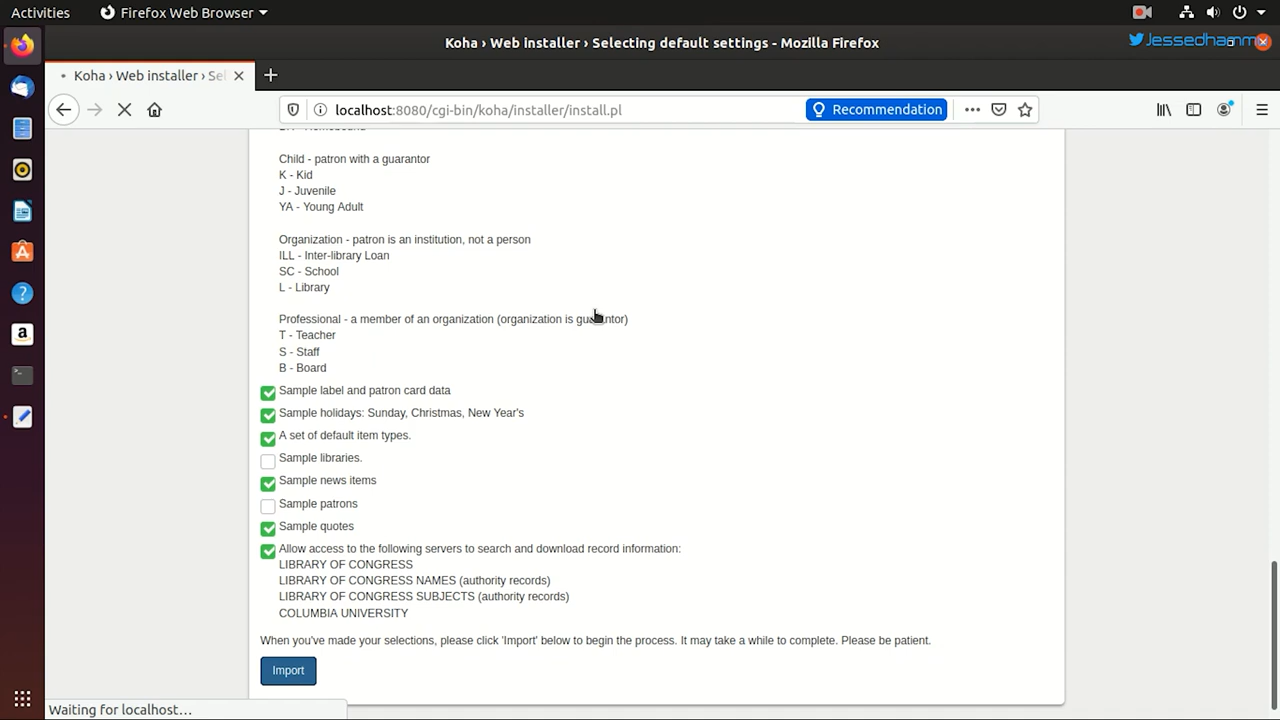 Activities
Firefox Web Browser
Koha › Web installer › Selecting default settings - Mozilla Firefox
Koha › Web installer › Se
localhost:8080/cgi-bin/koha/installer/install.pl
Recommendation
Child - patron with a guarantor
K - Kid
J - Juvenile
YA - Young Adult
Organization - patron is an institution, not a person
ILL - Inter-library Loan
SC - School
L - Library
Professional - a member of an organization (organization is guarantor)
T - Teacher
S - Staff
B - Board
Sample label and patron card data
Sample holidays: Sunday, Christmas, New Year's
A set of default item types.
Sample libraries.
Sample news items
Sample patrons
Sample quotes
Allow access to the following servers to search and download record information:
LIBRARY OF CONGRESS
LIBRARY OF CONGRESS NAMES (authority records)
LIBRARY OF CONGRESS SUBJECTS (authority records)
COLUMBIA UNIVERSITY
When you've made your selections, please click 'Import' below to begin the process. It may take a while to complete. Please be patient.
Import
Waiting for localhost…